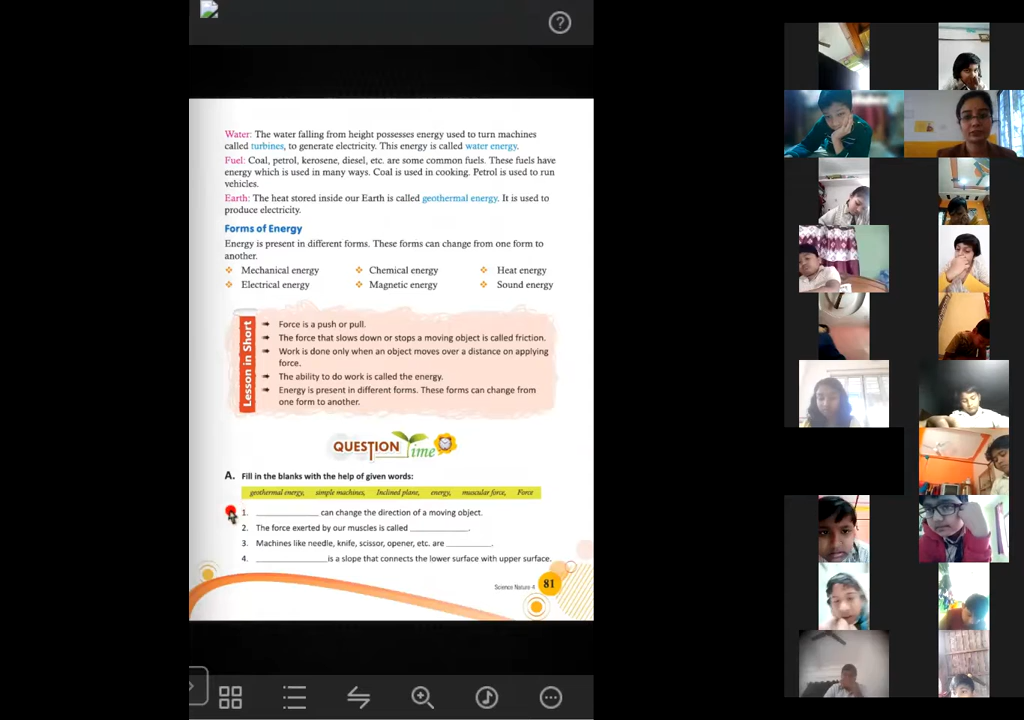 Water: The water falling from height possesses energy used to turn machines
called turbines, to generate electricity. This energy is called water energy.
Fuel: Coal, petrol, kerosene, diesel, etc. are some common fuels. These fuels have
energy which is used in many ways. Coal is used in cooking. Petrol is used to run
vehicles.
Earth: The heat stored inside our Earth is called geothermal energy. It is used to
produce electricity.
Forms of Energy
Energy is present in different forms. These forms can change from one form to
another.
❖ Mechanical energy ❖ Chemical energy ❖ Heat energy
❖ Electrical energy ❖ Magnetic energy ❖ Sound energy
Lesson in Short
➟ Force is a push or pull.
➟ The force that slows down or stops a moving object is called friction.
➟ Work is done only when an object moves over a distance on applying
force.
➟ The ability to do work is called the energy.
➟ Energy is present in different forms. These forms can change from
one form to another.
QUESTION Time
A. Fill in the blanks with the help of given words:
geothermal energy, simple machines, Inclined plane, energy, muscular force, Force
1. ______________ can change the direction of a moving object.
2. The force exerted by our muscles is called _____________.
3. Machines like needle, knife, scissor, opener, etc. are __________.
4. ________________is a slope that connects the lower surface with upper surface.
Science Nature 4 81